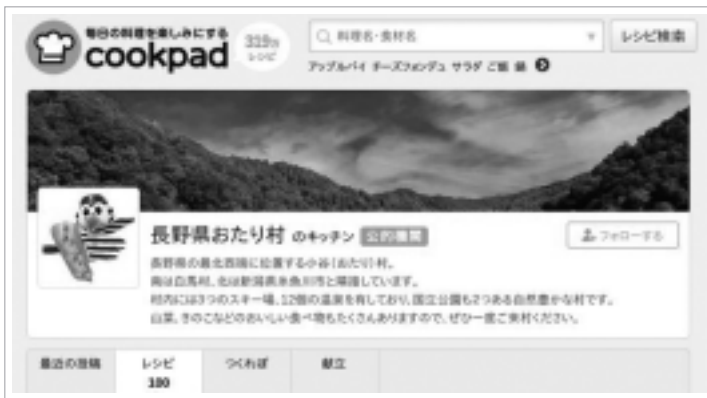 毎日の料理を楽しみにする
cookpad
319万
レシピ
料理名・食材名
レシピ検索
アップルパイ チーズフォンデュ サラダ ご飯 鍋
長野県おたり村 のキッチン 公的機関
フォローする
長野県の最北西端に位置する小谷(おたり)村。
南は白馬村、北は新潟県糸魚川市と隣接しています。
村内には3つのスキー場、12個の温泉を有しており、国立公園も2つある自然豊かな村です。
山菜、きのこなどのおいしい食べ物もたくさんありますので、ぜひ一度ご来村ください。
最近の投稿 レシピ つくれぽ 献立
100